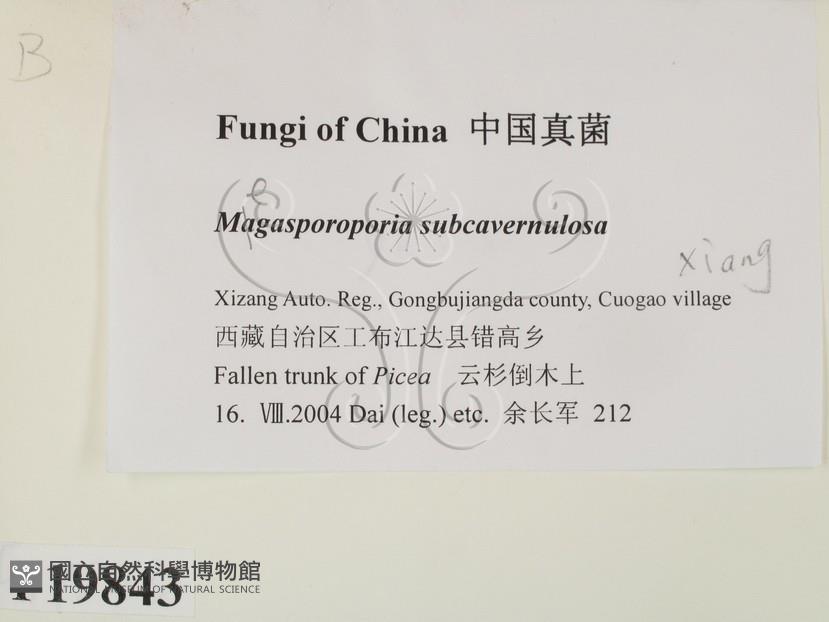 B
Fungi of China 中国真菌
e
Magasporoporia subcavernulosa
xiang
Xizang Auto. Reg., Gongbujiangda county, Cuogao village
西藏自治区工布江达县错高乡
Fallen trunk of Picea 云杉倒木上
16. Ⅷ.2004 Dai (leg.) etc. 余长军 212
國立自然科學博物館
NATIONAL MUSEUM OF NATURAL SCIENCE
19843